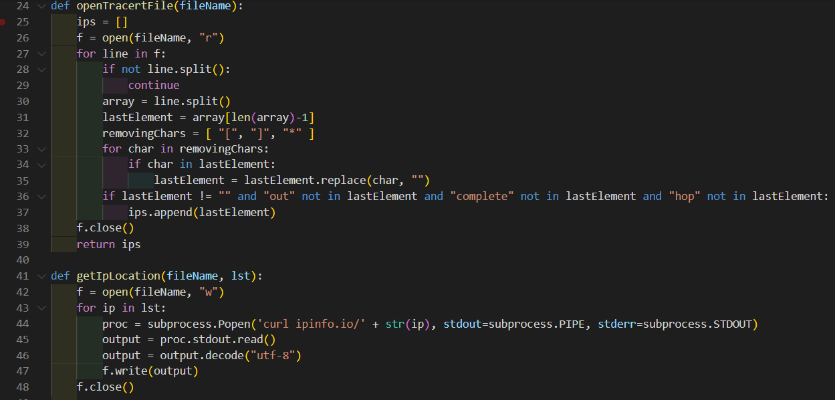 24 def openTracertFile(fileName):
25     ips = []
26     f = open(fileName, "r")
27     for line in f:
28         if not line.split():
29             continue
30         array = line.split()
31         lastElement = array[len(array)-1]
32         removingChars = [ "[", "]", "*" ]
33         for char in removingChars:
34             if char in lastElement:
35                 lastElement = lastElement.replace(char, "")
36         if lastElement != "" and "out" not in lastElement and "complete" not in lastElement and "hop" not in lastElement:
37             ips.append(lastElement)
38     f.close()
39     return ips
40
41 def getIpLocation(fileName, lst):
42     f = open(fileName, "w")
43     for ip in lst:
44         proc = subprocess.Popen('curl ipinfo.io/' + str(ip), stdout=subprocess.PIPE, stderr=subprocess.STDOUT)
45         output = proc.stdout.read()
46         output = output.decode("utf-8")
47         f.write(output)
48     f.close()